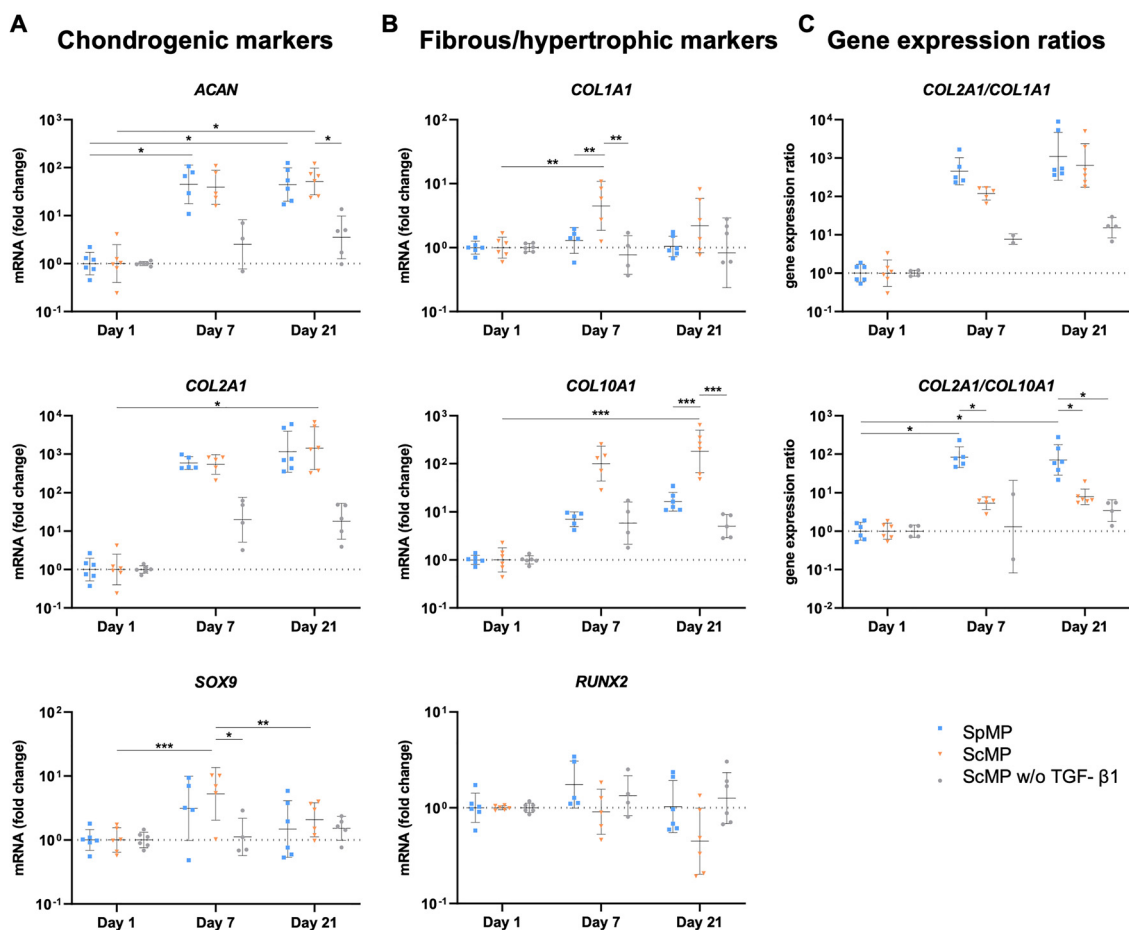 A Chondrogenic markers
B Fibrous/hypertrophic markers
C Gene expression ratios
ACAN
mRNA (fold change)
10³
10²
10¹
10⁰
10⁻¹
* * * *
Day 1 Day 7 Day 21
COL1A1
mRNA (fold change)
10²
10¹
10⁰
10⁻¹
** ** **
Day 1 Day 7 Day 21
COL2A1/COL1A1
gene expression ratio
10⁴
10³
10²
10¹
10⁰
10⁻¹
Day 1 Day 7 Day 21
COL2A1
mRNA (fold change)
10⁴
10³
10²
10¹
10⁰
10⁻¹
*
Day 1 Day 7 Day 21
COL10A1
mRNA (fold change)
10³
10²
10¹
10⁰
10⁻¹
*** *** ***
Day 1 Day 7 Day 21
COL2A1/COL10A1
gene expression ratio
10³
10²
10¹
10⁰
10⁻¹
10⁻²
* * * * *
Day 1 Day 7 Day 21
SOX9
mRNA (fold change)
10²
10¹
10⁰
10⁻¹
*** * **
Day 1 Day 7 Day 21
RUNX2
mRNA (fold change)
10¹
10⁰
10⁻¹
Day 1 Day 7 Day 21
SpMP
ScMP
ScMP w/o TGF- β1